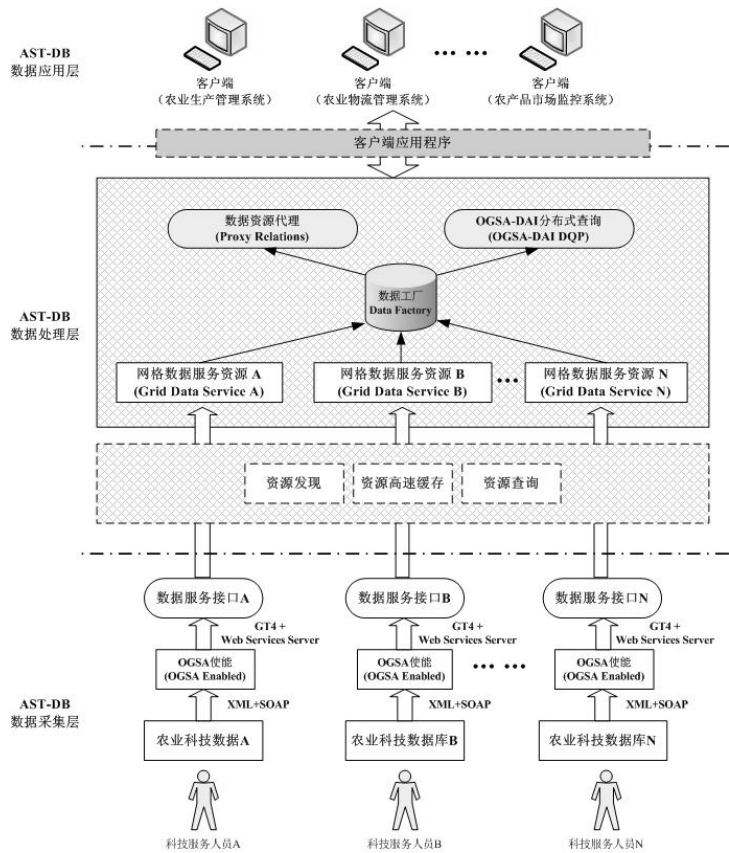 AST-DB
数据应用层
客户端
（农业生产管理系统）
客户端
（农业物流管理系统）
... ...
客户端
（农产品市场监控系统）
客户端应用程序
AST-DB
数据处理层
数据资源代理
(Proxy Relations)
OGSA-DAI分布式查询
(OGSA-DAI DQP)
数据工厂
Data Factory
网格数据服务资源 A
(Grid Data Service A)
网格数据服务资源 B
(Grid Data Service B)
...
网格数据服务资源 N
(Grid Data Service N)
资源发现
资源高速缓存
资源查询
AST-DB
数据采集层
数据服务接口A
数据服务接口B
数据服务接口N
GT4 +
Web Services Server
GT4 +
Web Services Server
GT4 +
Web Services Server
OGSA使能
(OGSA Enabled)
OGSA使能
(OGSA Enabled)
... ...
OGSA使能
(OGSA Enabled)
XML+SOAP
XML+SOAP
XML+SOAP
农业科技数据A
农业科技数据库B
农业科技数据库N
科技服务人员A
科技服务人员B
科技服务人员N